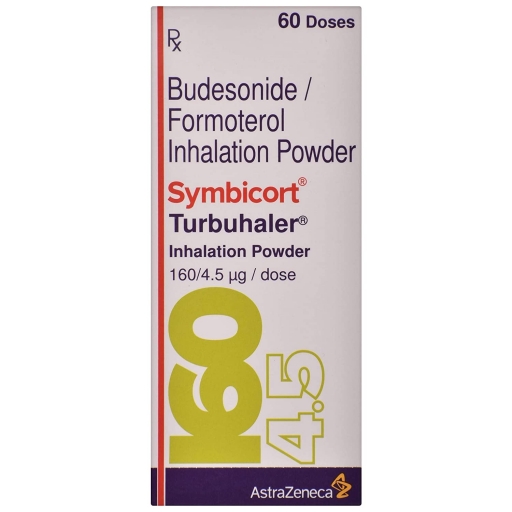 60 Doses
Rx
Budesonide /
Formoterol
Inhalation Powder
Symbicort®
Turbuhaler®
Inhalation Powder
160/4.5 µg / dose
160
4.5
AstraZeneca